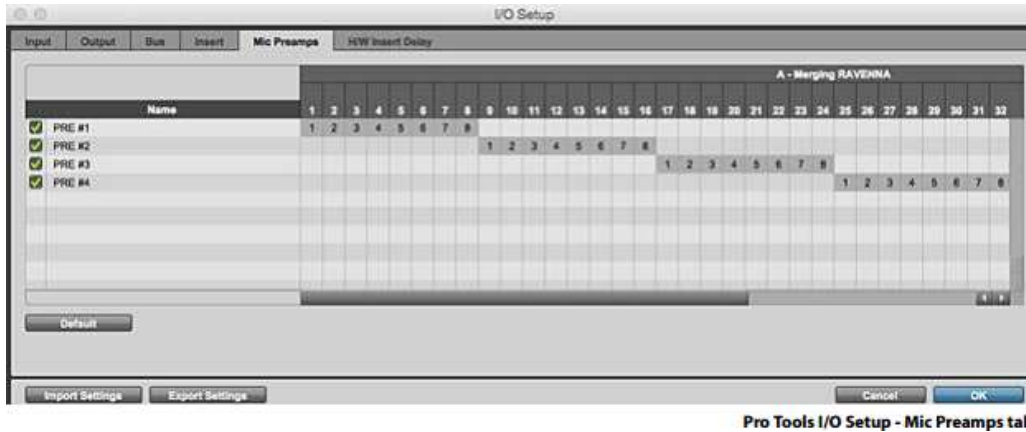 I/O Setup
Input Output Bus Insert Mic Preamps H/W Insert Delay
A - Merging RAVENNA
Name 1 2 3 4 5 6 7 8 9 10 11 12 13 14 15 16 17 18 19 20 21 22 23 24 25 26 27 28 29 30 31 32
PRE #1 1 2 3 4 5 6 7 8
PRE #2 1 2 3 4 5 6 7 8
PRE #3 1 2 3 4 5 6 7 8
PRE #4 1 2 3 4 5 6 7 8
Default
Import Settings Export Settings Cancel OK
Pro Tools I/O Setup - Mic Preamps ta